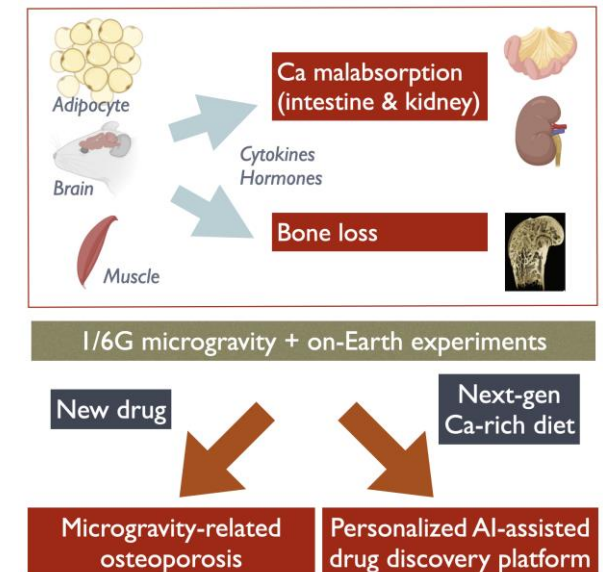 Adipocyte
Brain
Muscle
Cytokines
Hormones
Ca malabsorption
(intestine & kidney)
Bone loss
1/6G microgravity + on-Earth experiments
New drug
Next-gen
Ca-rich diet
Microgravity-related
osteoporosis
Personalized AI-assisted
drug discovery platform